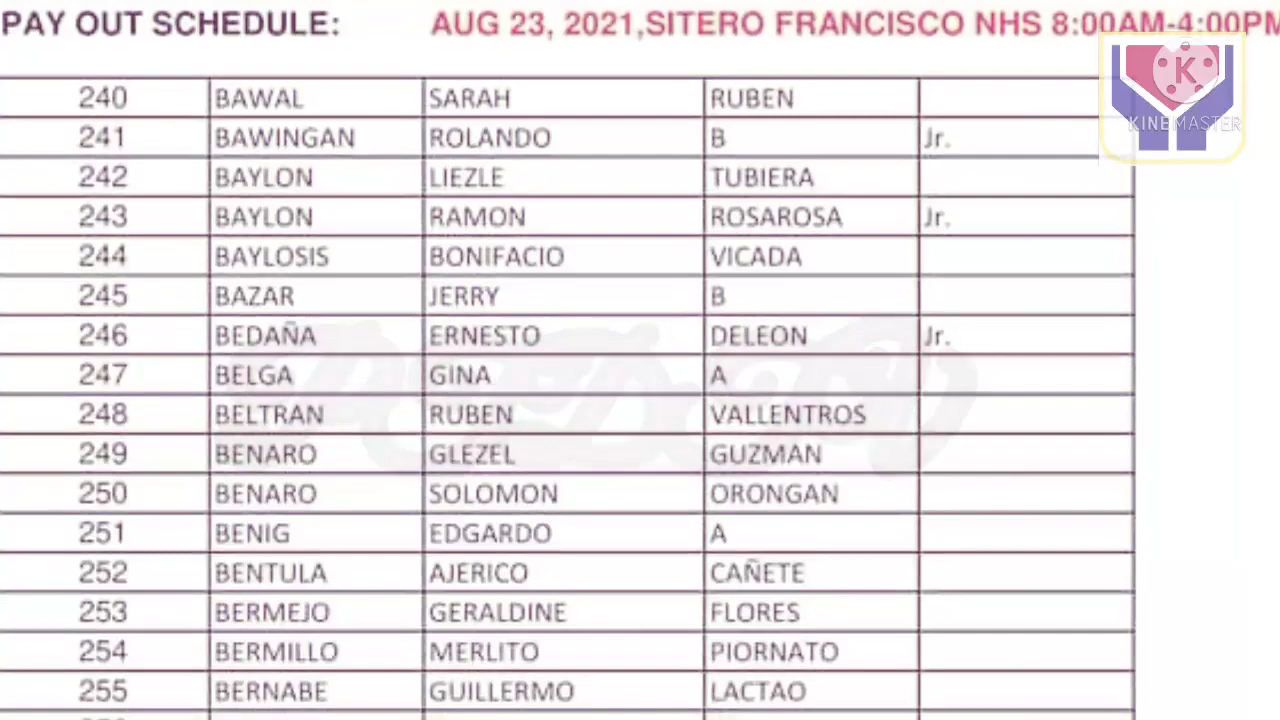 PAY OUT SCHEDULE: AUG 23, 2021,SITERO FRANCISCO NHS 8:00AM-4:00PM
KINEMASTER
240 BAWAL SARAH RUBEN
241 BAWINGAN ROLANDO B Jr.
242 BAYLON LIEZLE TUBIERA
243 BAYLON RAMON ROSAROSA Jr.
244 BAYLOSIS BONIFACIO VICADA
245 BAZAR JERRY B
246 BEDAÑA ERNESTO DELEON Jr.
247 BELGA GINA A
248 BELTRAN RUBEN VALLENTROS
249 BENARO GLEZEL GUZMAN
250 BENARO SOLOMON ORONGAN
251 BENIG EDGARDO A
252 BENTULA AJERICO CAÑETE
253 BERMEJO GERALDINE FLORES
254 BERMILLO MERLITO PIORNATO
255 BERNABE GUILLERMO LACTAO